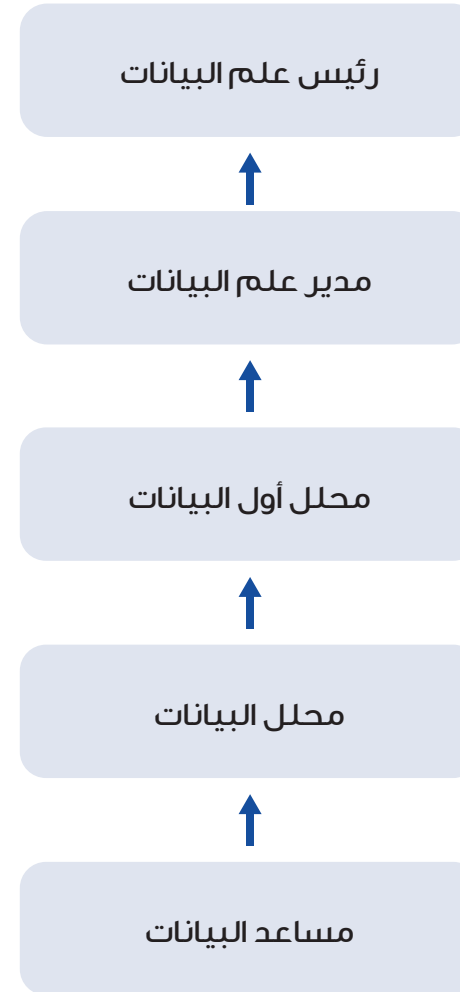 رئيس علم البيانات
مدير علم البيانات
محلل أول البيانات
محلل البيانات
مساعد البيانات